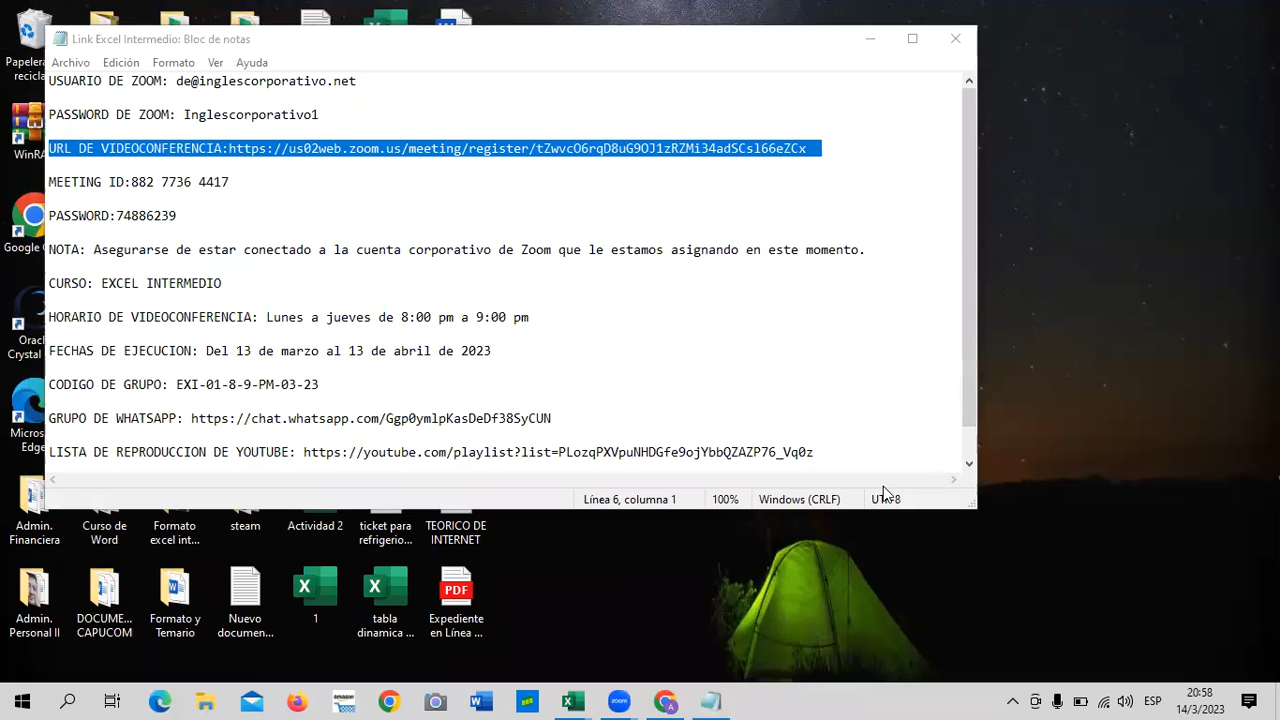 Link Excel Intermedio: Bloc de notas
Archivo Edición Formato Ver Ayuda
USUARIO DE ZOOM: de@inglescorporativo.net
PASSWORD DE ZOOM: Inglescorporativo1
URL DE VIDEOCONFERENCIA:https://us02web.zoom.us/meeting/register/tZwvcO6rqD8uG9OJ1zRZMi34adSCsl66eZCx
MEETING ID:882 7736 4417
PASSWORD:74886239
NOTA: Asegurarse de estar conectado a la cuenta corporativo de Zoom que le estamos asignando en este momento.
CURSO: EXCEL INTERMEDIO
HORARIO DE VIDEOCONFERENCIA: Lunes a jueves de 8:00 pm a 9:00 pm
FECHAS DE EJECUCION: Del 13 de marzo al 13 de abril de 2023
CODIGO DE GRUPO: EXI-01-8-9-PM-03-23
GRUPO DE WHATSAPP: https://chat.whatsapp.com/Ggp0ymlpKasDeDf38SyCUN
LISTA DE REPRODUCCION DE YOUTUBE: https://youtube.com/playlist?list=PLozqPXVpuNHDGfe9ojYbbQZAZP76_Vq0z
Línea 6, columna 1 100% Windows (CRLF) UTF-8
Papelera
recicla
WinRA
Google C
Orac
Crystal
Micros
Edge
Admin.
Financiera
Curso de
Word
Formato
excel int...
steam
Actividad 2
ticket para
refrigerio...
TEORICO DE
INTERNET
Admin.
Personal II
DOCUME...
CAPUCOM
Formato y
Temario
Nuevo
documen...
1
tabla
dinamica ...
PDF
Expediente
en Línea ...
amazon
zoom
ESP
20:58
14/3/2023